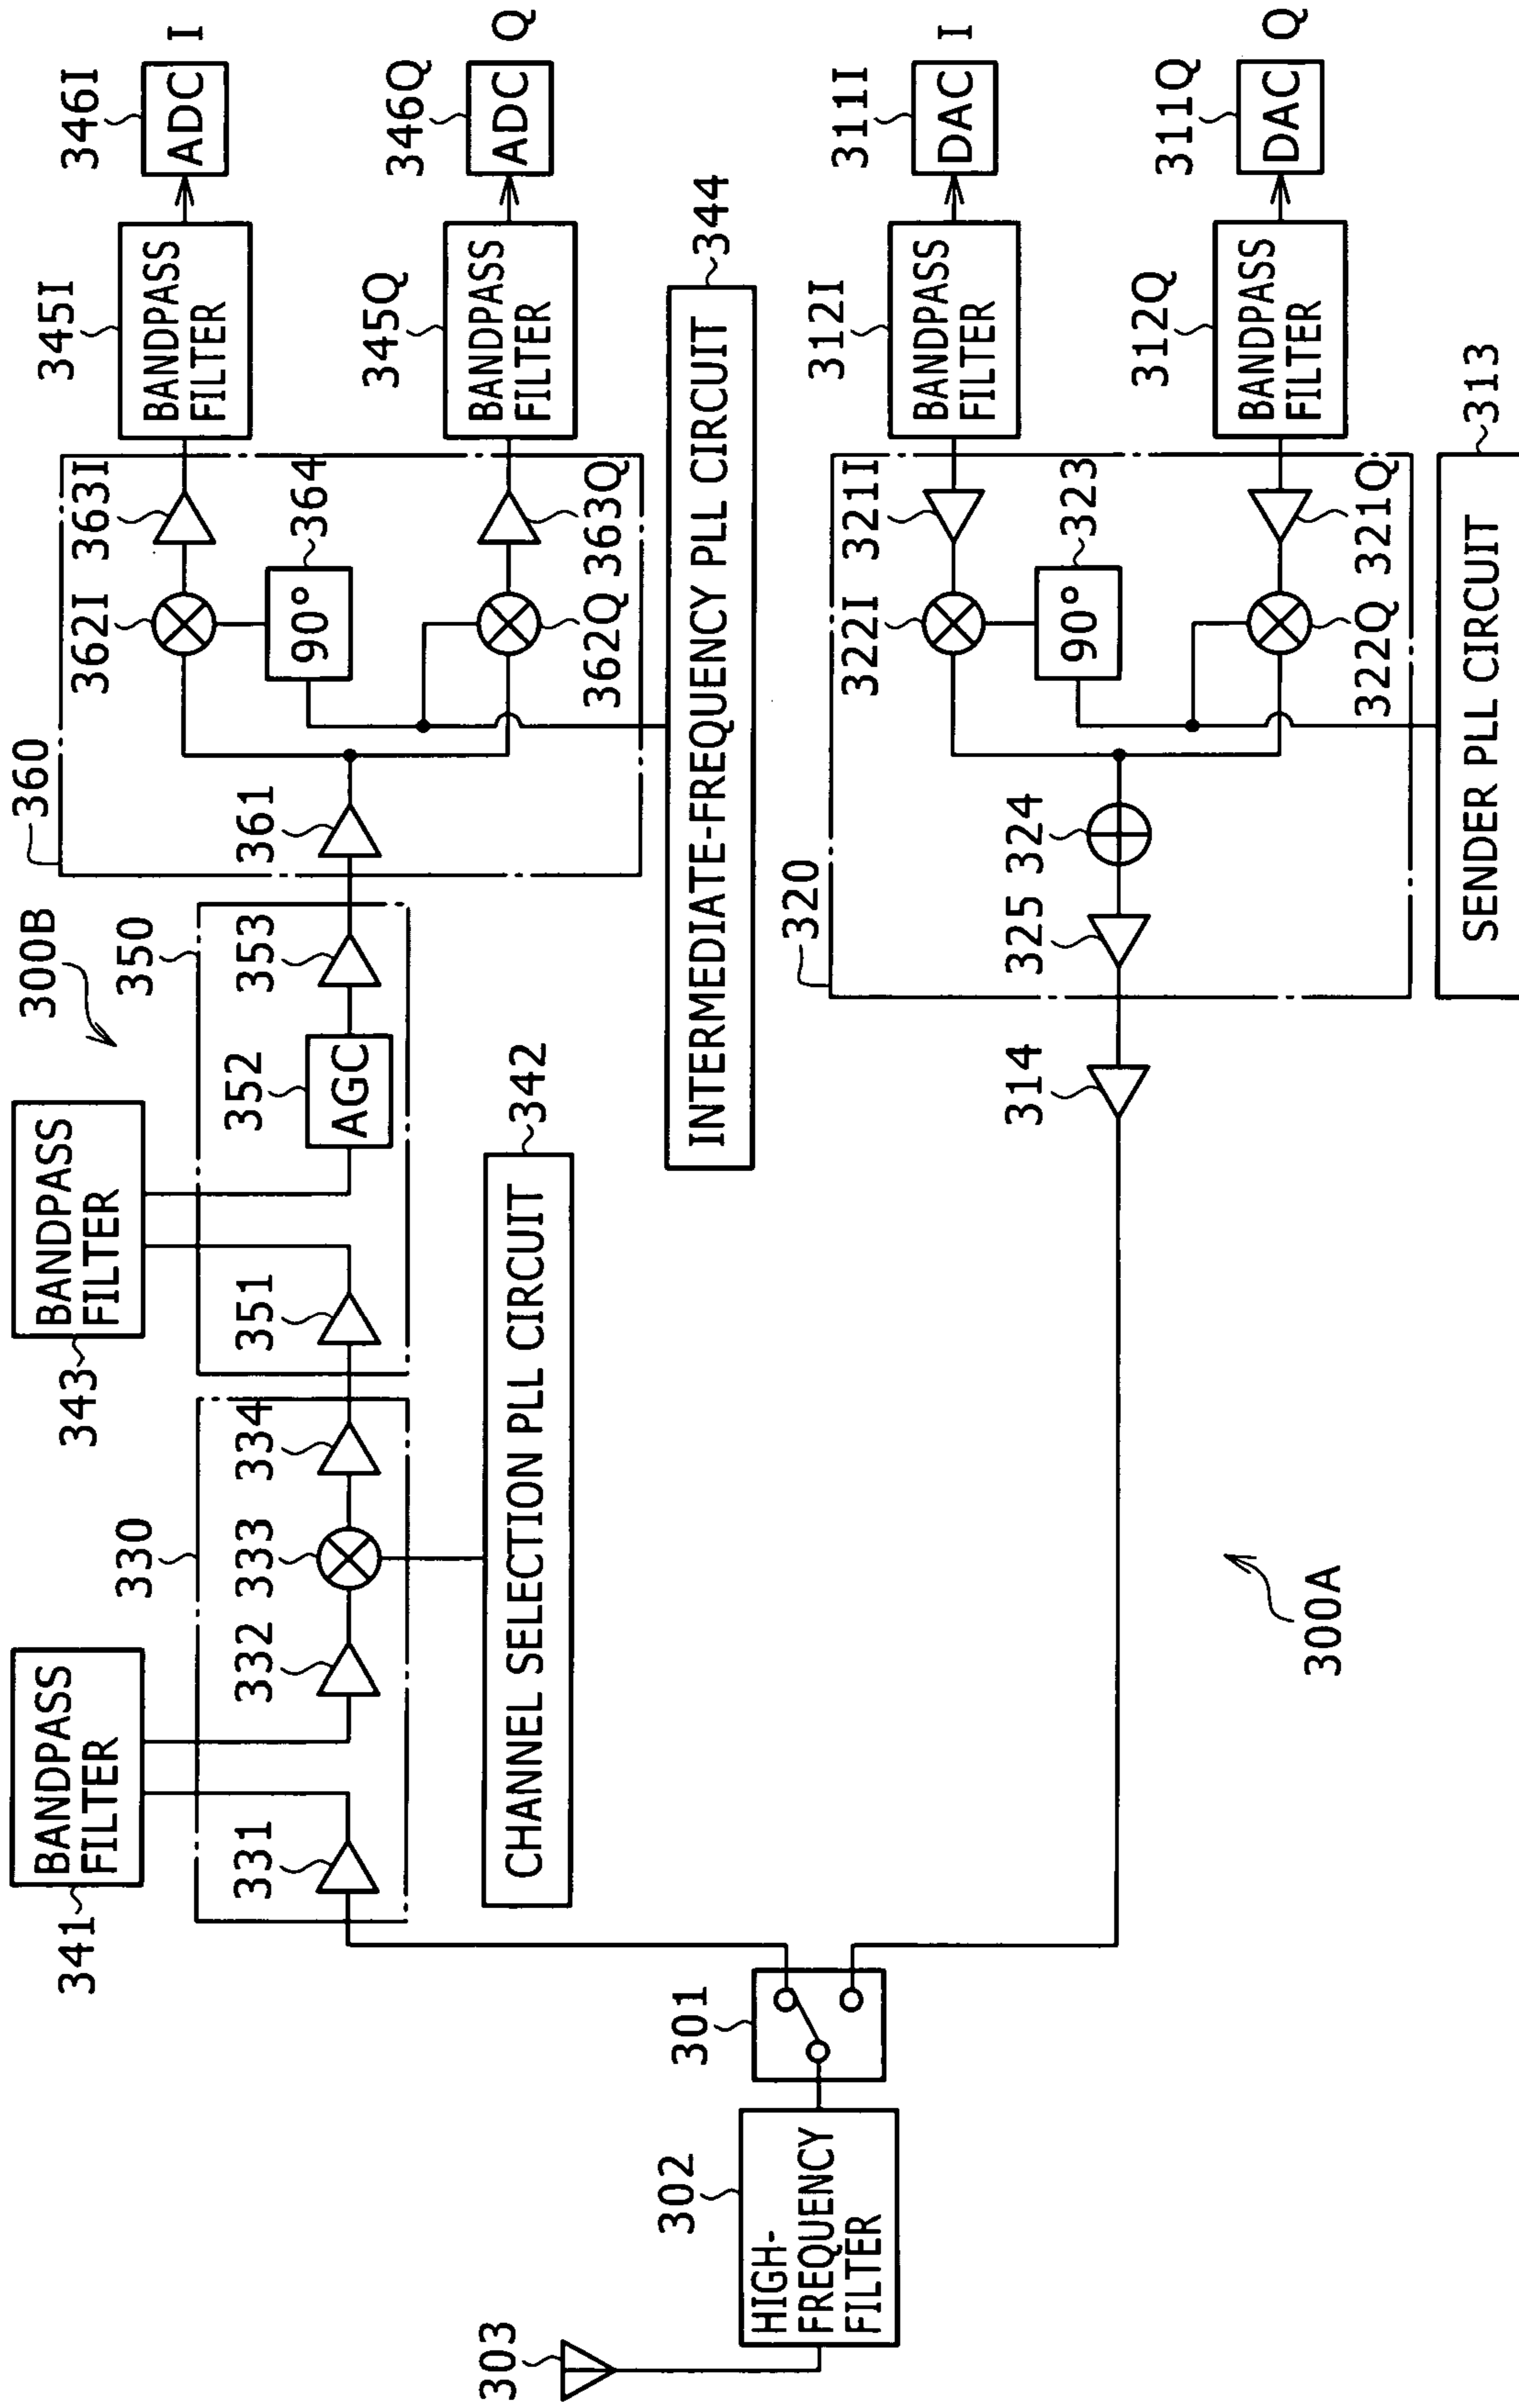 300B
341
BANDPASS
FILTER
343
BANDPASS
FILTER
330
331
332
333
334
350
351
352
AGC
353
360
361
362I
363I
345I
BANDPASS
FILTER
346I
ADC
I
90°
364
362Q
363Q
345Q
BANDPASS
FILTER
346Q
ADC
Q
CHANNEL SELECTION PLL CIRCUIT
342
INTERMEDIATE-FREQUENCY PLL CIRCUIT
344
303
302
HIGH-
FREQUENCY
FILTER
301
314
320
325
324
322I
321I
312I
BANDPASS
FILTER
311I
DAC
I
90°
323
322Q
321Q
312Q
BANDPASS
FILTER
311Q
DAC
Q
SENDER PLL CIRCUIT
313
300A